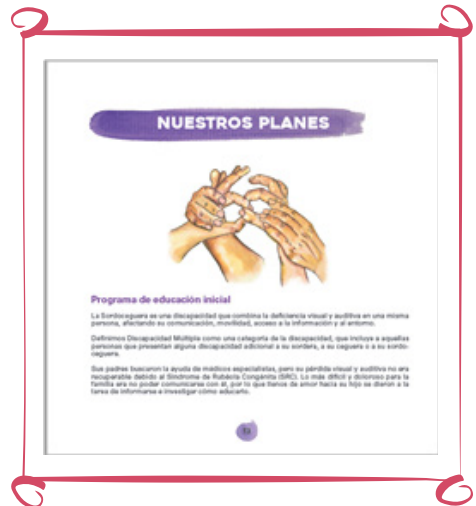 NUESTROS PLANES
Programa de educación inicial
La Sordoceguera es una discapacidad que combina la deficiencia visual y auditiva en una misma
persona, afectando su comunicación, movilidad, acceso a la información y al entorno.
Definimos Discapacidad Múltiple como una categoría de la discapacidad, que incluye a aquellas
personas que presentan alguna discapacidad adicional a su sordera, a su ceguera o a su sordo-
ceguera.
Sus padres buscaron la ayuda de médicos especialistas, pero su pérdida visual y auditiva no era
recuperable debido al Síndrome de Rubéola Congénita (SRC). Lo más difícil y doloroso para la
familia era no poder comunicarse con él, por lo que llenos de amor hacia su hijo se dieron a la
tarea de informarse e investigar cómo educarlo.